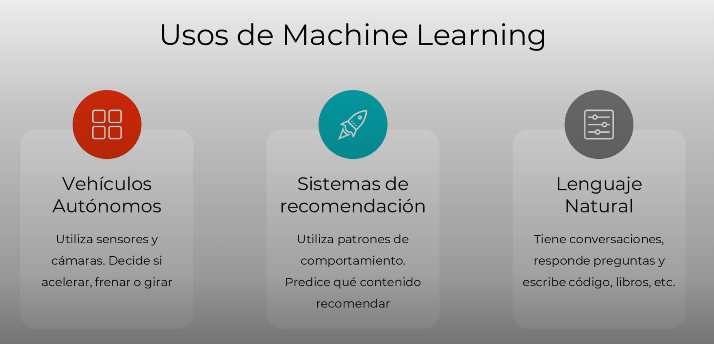 Usos de Machine Learning
Vehículos
Autónomos
Utiliza sensores y
cámaras. Decide si
acelerar, frenar o girar
Sistemas de
recomendación
Utiliza patrones de
comportamiento.
Predice qué contenido
recomendar
Lenguaje
Natural
Tiene conversaciones,
responde preguntas y
escribe código, libros, etc.